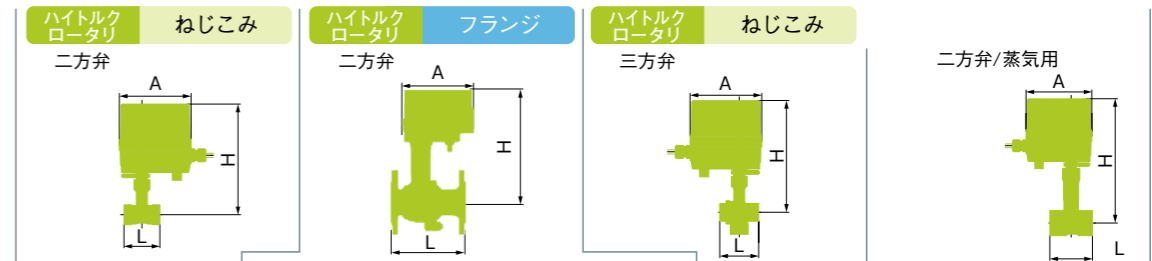 ハイトルク
ロータリ
ねじこみ
二方弁
A
H
L
ハイトルク
ロータリ
フランジ
二方弁
A
H
L
ハイトルク
ロータリ
ねじこみ
三方弁
A
H
L
二方弁/蒸気用
A
H
L